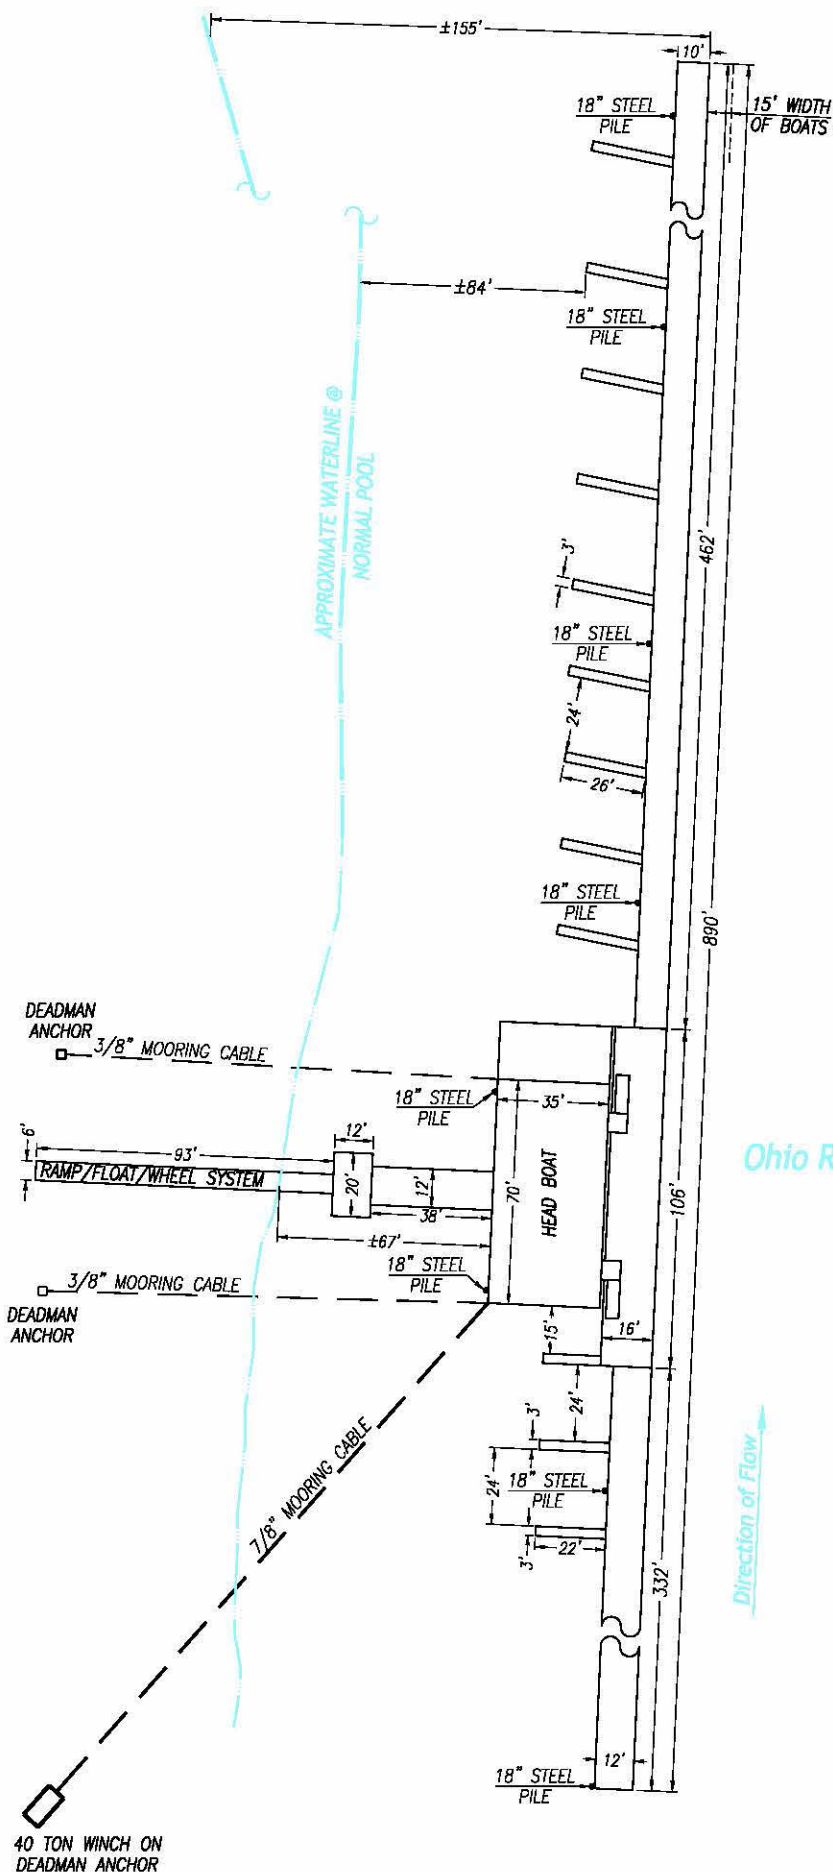 ±155'
10'
18" STEEL
PILE
15' WIDTH
OF BOATS
±84'
18" STEEL
PILE
APPROXIMATE WATERLINE @
NORMAL POOL
462'
3'
18" STEEL
PILE
24'
26'
18" STEEL
PILE
890'
DEADMAN
ANCHOR
3/8" MOORING CABLE
18" STEEL
PILE
35'
6'
93'
12'
RAMP/FLOAT/WHEEL SYSTEM
20'
12'
38'
70'
HEAD BOAT
106'
Ohio R
±67'
3/8" MOORING CABLE
18" STEEL
PILE
DEADMAN
ANCHOR
15'
16'
24'
3'
7/8" MOORING CABLE
24'
18" STEEL
PILE
3'
22'
332'
Direction of Flow
12'
18" STEEL
PILE
40 TON WINCH ON
DEADMAN ANCHOR